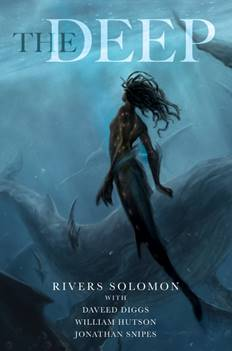 THE DEEP
RIVERS SOLOMON
WITH
DAVEED DIGGS
WILLIAM HUTSON
JONATHAN SNIPES